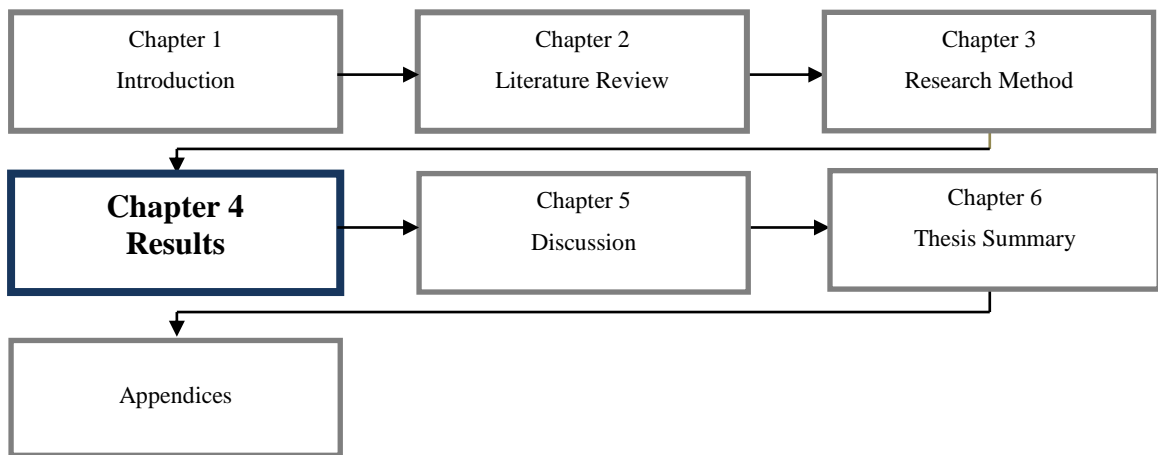 Chapter 1
Introduction
Chapter 2
Literature Review
Chapter 3
Research Method
Chapter 4
Results
Chapter 5
Discussion
Chapter 6
Thesis Summary
Appendices